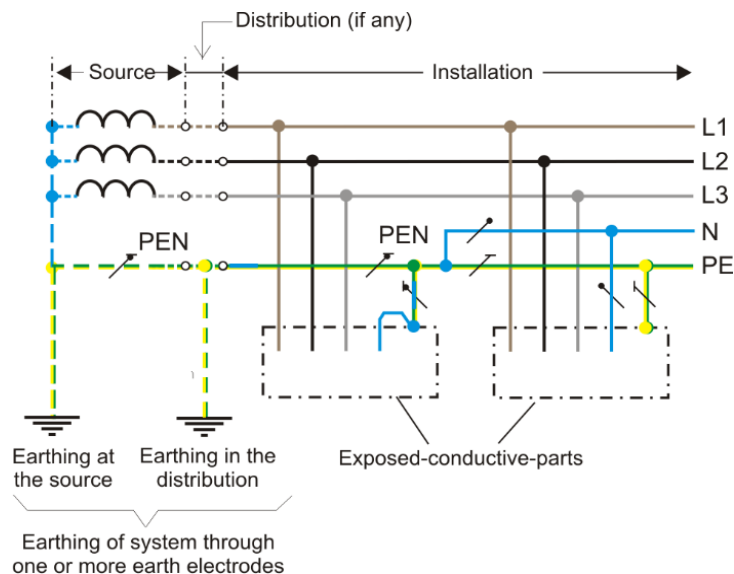 Distribution (if any)
Source
Installation
L1
L2
L3
N
PEN
PEN
PE
Earthing at
the source
Earthing in the
distribution
Exposed-conductive-parts
Earthing of system through
one or more earth electrodes